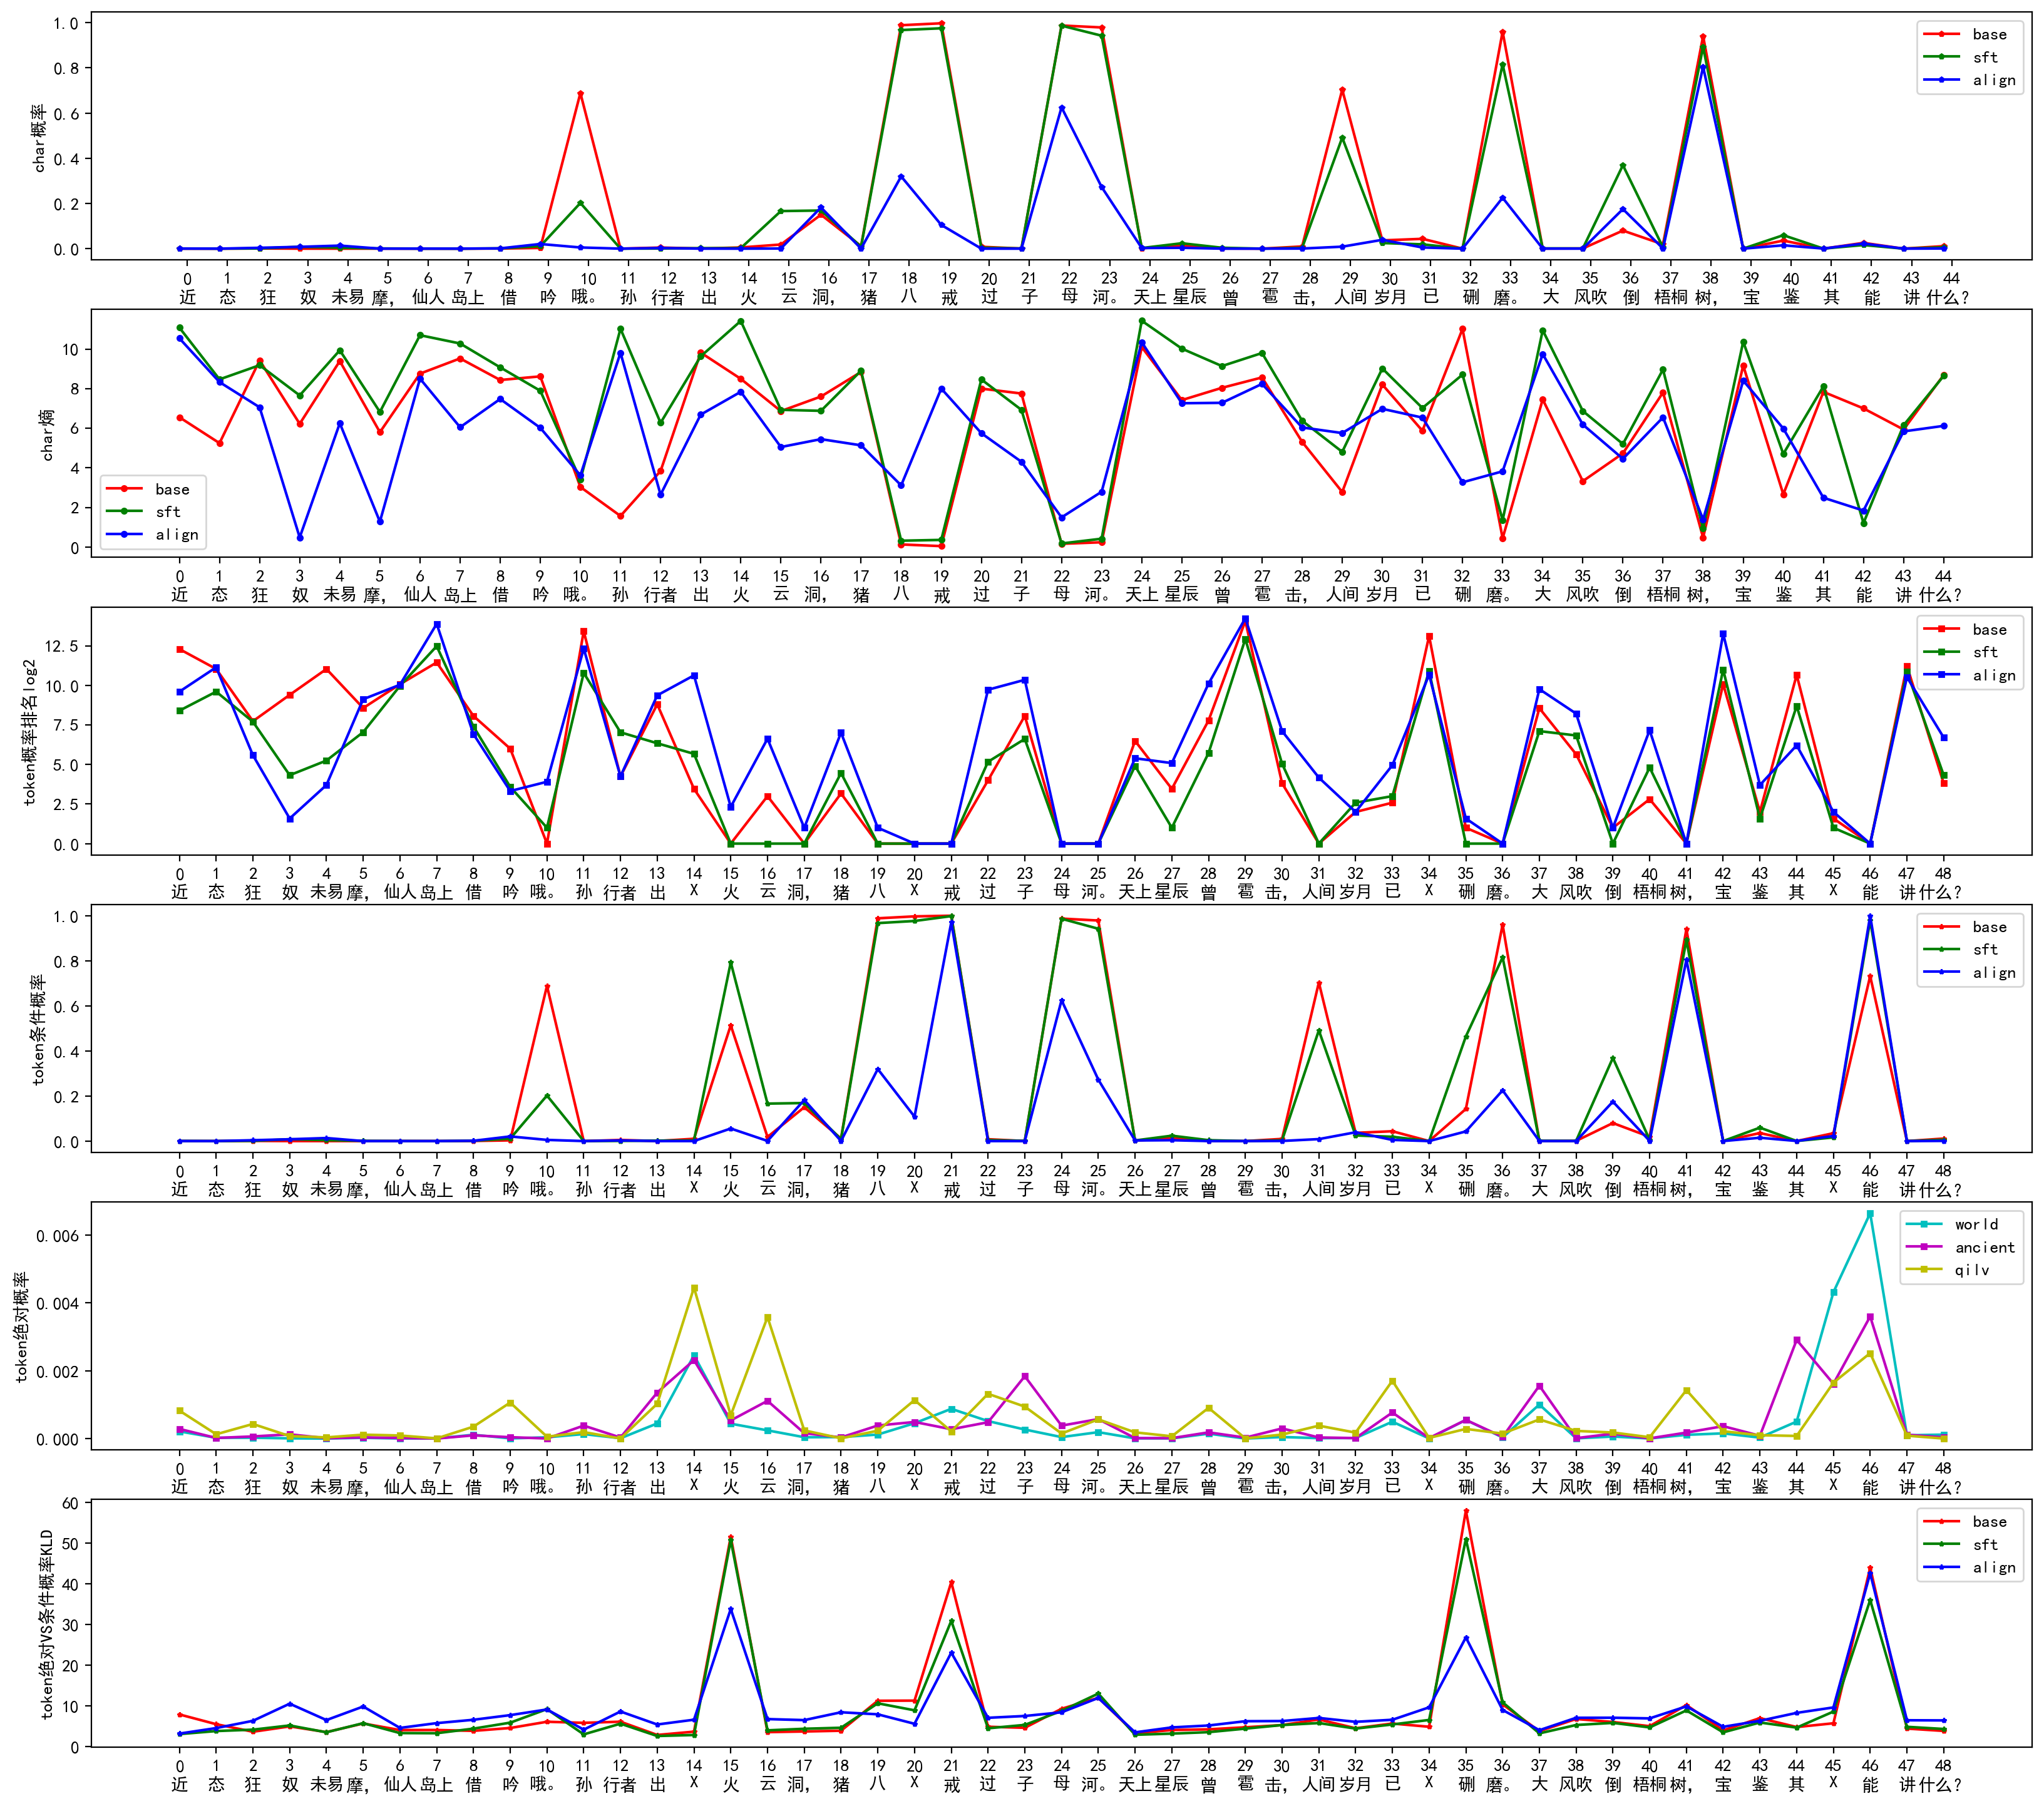 char概率
1.0
0.8
0.6
0.4
0.2
0.0
base
sft
align
0 1 2 3 4 5 6 7 8 9 10 11 12 13 14 15 16 17 18 19 20 21 22 23 24 25 26 27 28 29 30 31 32 33 34 35 36 37 38 39 40 41 42 43 44
近 态 狂 奴 未易 摩， 仙人 岛上 借 吟 哦。 孙 行者 出 火 云 洞， 猪 八 戒 过 子 母 河。 天上 星辰 曾 雹 击， 人间 岁月 已 硎 磨。 大 风吹 倒 梧桐 树， 宝 鉴 其 能 讲 什么？
char熵
10
8
6
4
2
0
base
sft
align
0 1 2 3 4 5 6 7 8 9 10 11 12 13 14 15 16 17 18 19 20 21 22 23 24 25 26 27 28 29 30 31 32 33 34 35 36 37 38 39 40 41 42 43 44
近 态 狂 奴 未易 摩， 仙人 岛上 借 吟 哦。 孙 行者 出 火 云 洞， 猪 八 戒 过 子 母 河。 天上 星辰 曾 雹 击， 人间 岁月 已 硎 磨。 大 风吹 倒 梧桐 树， 宝 鉴 其 能 讲 什么？
token概率排名log2
12.5
10.0
7.5
5.0
2.5
0.0
base
sft
align
0 1 2 3 4 5 6 7 8 9 10 11 12 13 14 15 16 17 18 19 20 21 22 23 24 25 26 27 28 29 30 31 32 33 34 35 36 37 38 39 40 41 42 43 44 45 46 47 48
近 态 狂 奴 未易 摩， 仙人 岛上 借 吟 哦。 孙 行者 出 X 火 云 洞， 猪 八 X 戒 过 子 母 河。 天上 星辰 曾 雹 击， 人间 岁月 已 X 硎 磨。 大 风吹 倒 梧桐 树， 宝 鉴 其 X 能 讲 什么？
token条件概率
1.0
0.8
0.6
0.4
0.2
0.0
base
sft
align
0 1 2 3 4 5 6 7 8 9 10 11 12 13 14 15 16 17 18 19 20 21 22 23 24 25 26 27 28 29 30 31 32 33 34 35 36 37 38 39 40 41 42 43 44 45 46 47 48
近 态 狂 奴 未易 摩， 仙人 岛上 借 吟 哦。 孙 行者 出 X 火 云 洞， 猪 八 X 戒 过 子 母 河。 天上 星辰 曾 雹 击， 人间 岁月 已 X 硎 磨。 大 风吹 倒 梧桐 树， 宝 鉴 其 X 能 讲 什么？
token绝对概率
0.006
0.004
0.002
0.000
world
ancient
qilv
0 1 2 3 4 5 6 7 8 9 10 11 12 13 14 15 16 17 18 19 20 21 22 23 24 25 26 27 28 29 30 31 32 33 34 35 36 37 38 39 40 41 42 43 44 45 46 47 48
近 态 狂 奴 未易 摩， 仙人 岛上 借 吟 哦。 孙 行者 出 X 火 云 洞， 猪 八 X 戒 过 子 母 河。 天上 星辰 曾 雹 击， 人间 岁月 已 X 硎 磨。 大 风吹 倒 梧桐 树， 宝 鉴 其 X 能 讲 什么？
token绝对VS条件概率KLD
60
50
40
30
20
10
0
base
sft
align
0 1 2 3 4 5 6 7 8 9 10 11 12 13 14 15 16 17 18 19 20 21 22 23 24 25 26 27 28 29 30 31 32 33 34 35 36 37 38 39 40 41 42 43 44 45 46 47 48
近 态 狂 奴 未易 摩， 仙人 岛上 借 吟 哦。 孙 行者 出 X 火 云 洞， 猪 八 X 戒 过 子 母 河。 天上 星辰 曾 雹 击， 人间 岁月 已 X 硎 磨。 大 风吹 倒 梧桐 树， 宝 鉴 其 X 能 讲 什么？